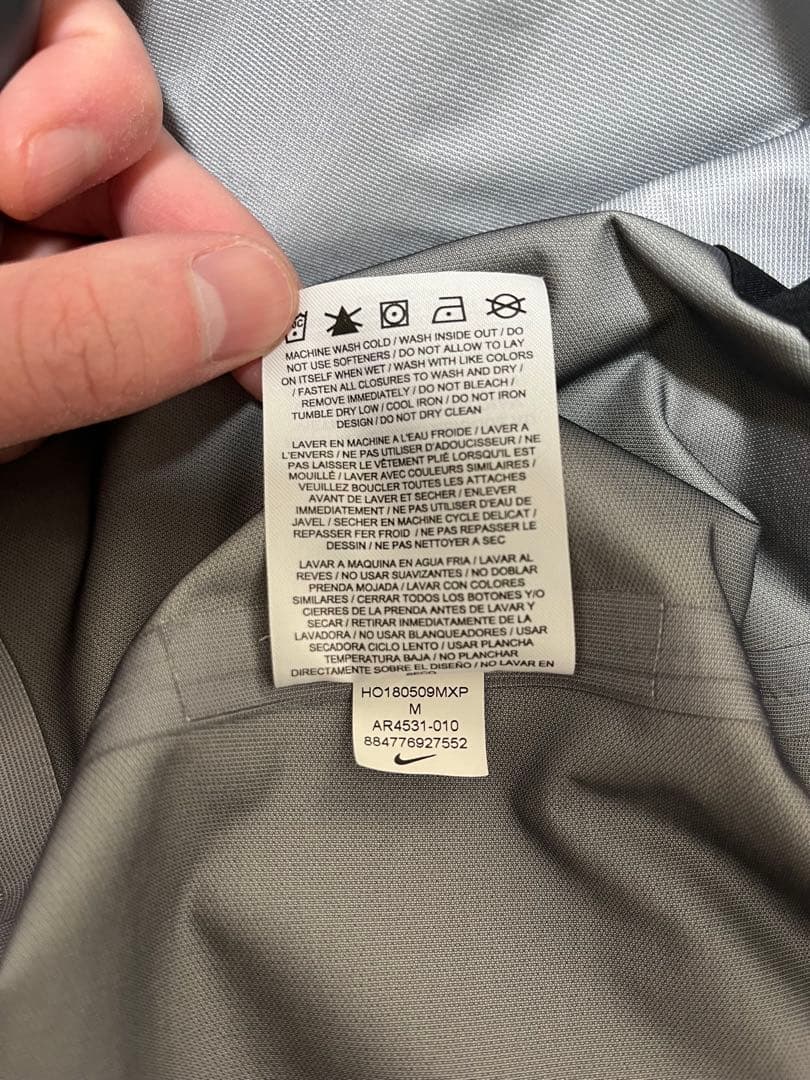 MACHINE WASH COLD / WASH INSIDE OUT / DO
NOT USE SOFTENERS / DO NOT ALLOW TO LAY
ON ITSELF WHEN WET / WASH WITH LIKE COLORS
/ FASTEN ALL CLOSURES TO WASH AND DRY /
REMOVE IMMEDIATELY / DO NOT BLEACH /
TUMBLE DRY LOW / COOL IRON / DO NOT IRON
DESIGN / DO NOT DRY CLEAN
LAVER EN MACHINE A L'EAU FROIDE / LAVER A
L'ENVERS / NE PAS UTILISER D'ADOUCISSEUR / NE
PAS LAISSER LE VÊTEMENT PLIÉ LORSQU'IL EST
MOUILLÉ / LAVER AVEC COULEURS SIMILAIRES /
VEUILLEZ BOUCLER TOUTES LES ATTACHES
AVANT DE LAVER ET SECHER / ENLEVER
IMMEDIATEMENT / NE PAS UTILISER D'EAU DE
JAVEL / SECHER EN MACHINE CYCLE DELICAT /
REPASSER FER FROID / NE PAS REPASSER LE
DESSIN / NE PAS NETTOYER A SEC
LAVAR A MAQUINA EN AGUA FRIA / LAVAR AL
REVES / NO USAR SUAVIZANTES / NO DOBLAR
PRENDA MOJADA / LAVAR CON COLORES
SIMILARES / CERRAR TODOS LOS BOTONES Y/O
CIERRES DE LA PRENDA ANTES DE LAVAR Y
SECAR / RETIRAR INMEDIATAMENTE DE LA
LAVADORA / NO USAR BLANQUEADORES / USAR
SECADORA CICLO LENTO / USAR PLANCHA
TEMPERATURA BAJA / NO PLANCHAR
DIRECTAMENTE SOBRE EL DISEÑO / NO LAVAR EN
HO180509MXP
M
AR4531-010
884776927552